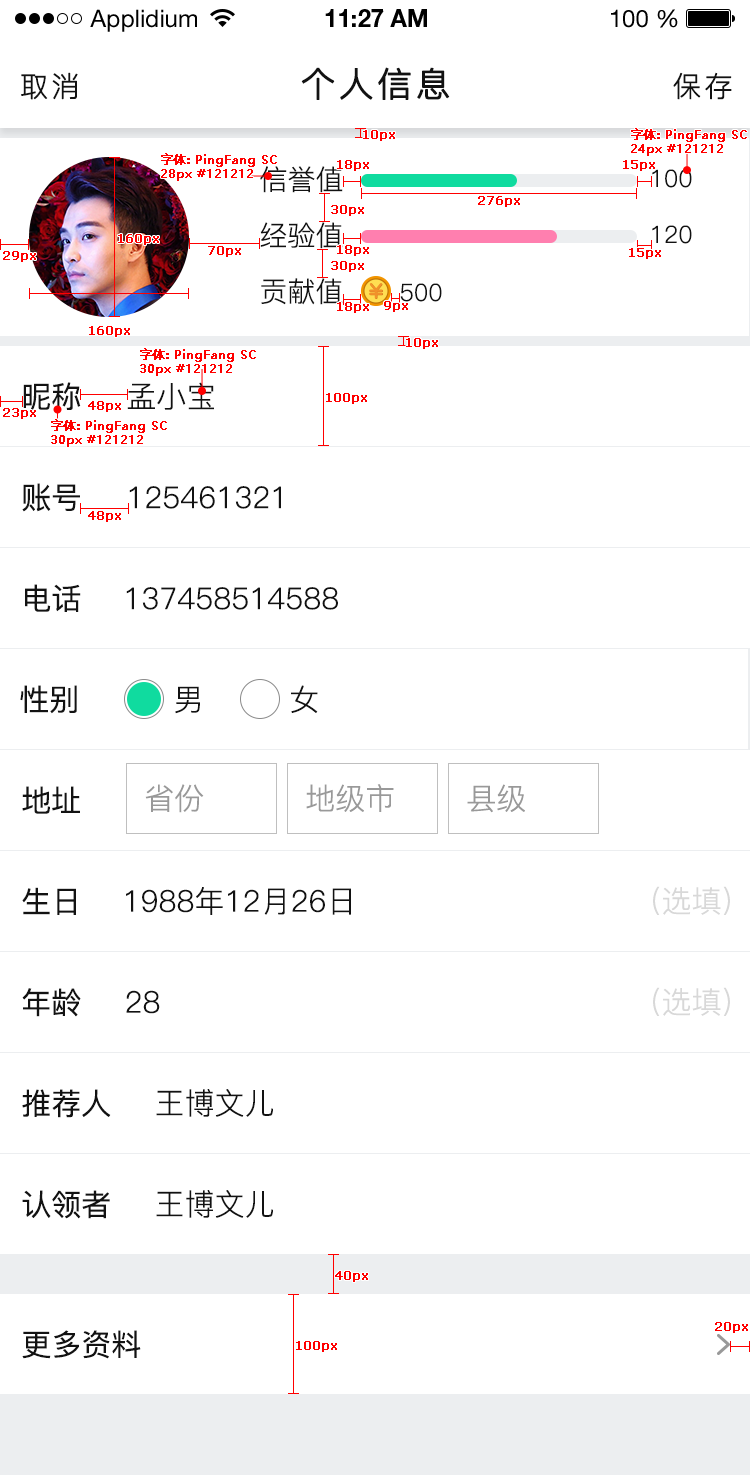 Applidium 11:27 AM 100 %
取消 个人信息 保存
10px
字体: PingFang SC
24px #121212
字体: PingFang SC
28px #121212
信誉值 18px 276px 15px 100
30px
经验值 18px 15px 120
30px
贡献值 18px 9px 500
29px 160px 70px
160px
10px
字体: PingFang SC
30px #121212
昵称 孟小宝
23px 48px 100px
字体: PingFang SC
30px #121212
账号 125461321
48px
电话 137458514588
性别 男 女
地址 省份 地级市 县级
生日 1988年12月26日 (选填)
年龄 28 (选填)
推荐人 王博文儿
认领者 王博文儿
40px
更多资料 100px 20px